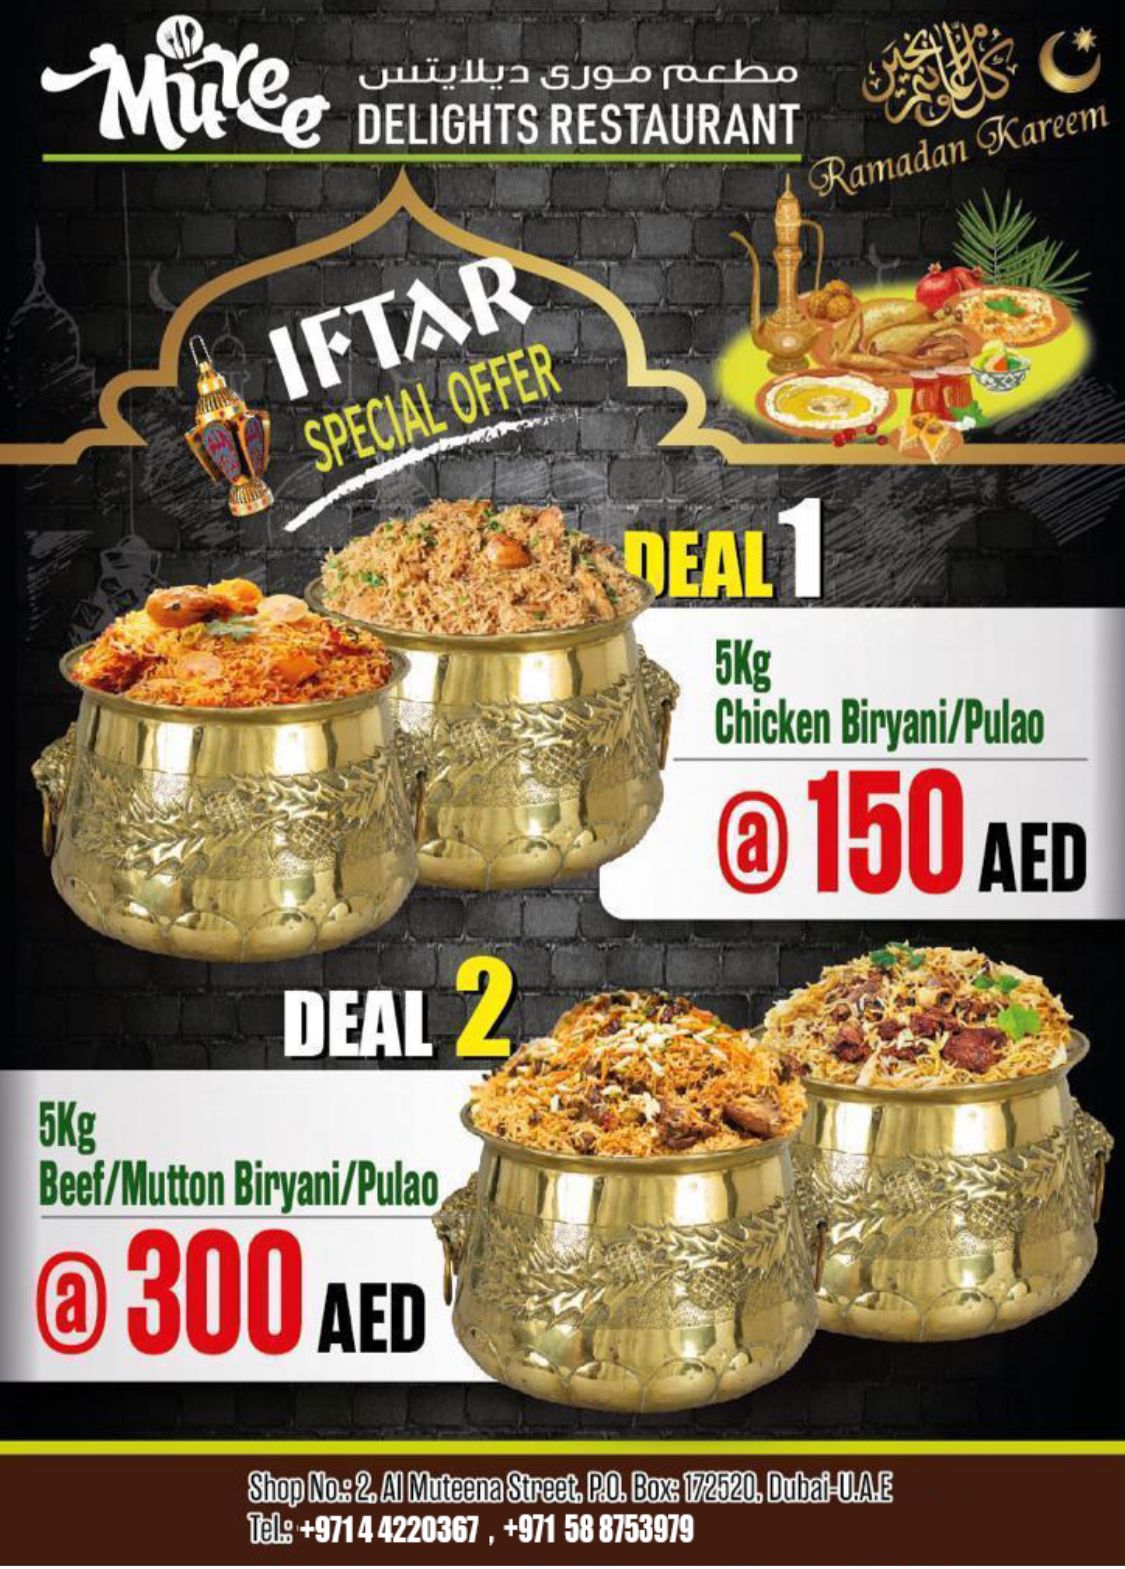 Muree
مطعم موري ديلايتس
DELIGHTS RESTAURANT
Ramadan Kareem
IFTAR
SPECIAL OFFER
DEAL 1
5Kg
Chicken Biryani/Pulao
@ 150 AED
DEAL 2
5Kg
Beef/Mutton Biryani/Pulao
@ 300 AED
Shop No.: 2, Al Muteena Street, P.O. Box: 172520, Dubai-U.A.E
Tel.: +971 4 4220367 , +971 58 8753979